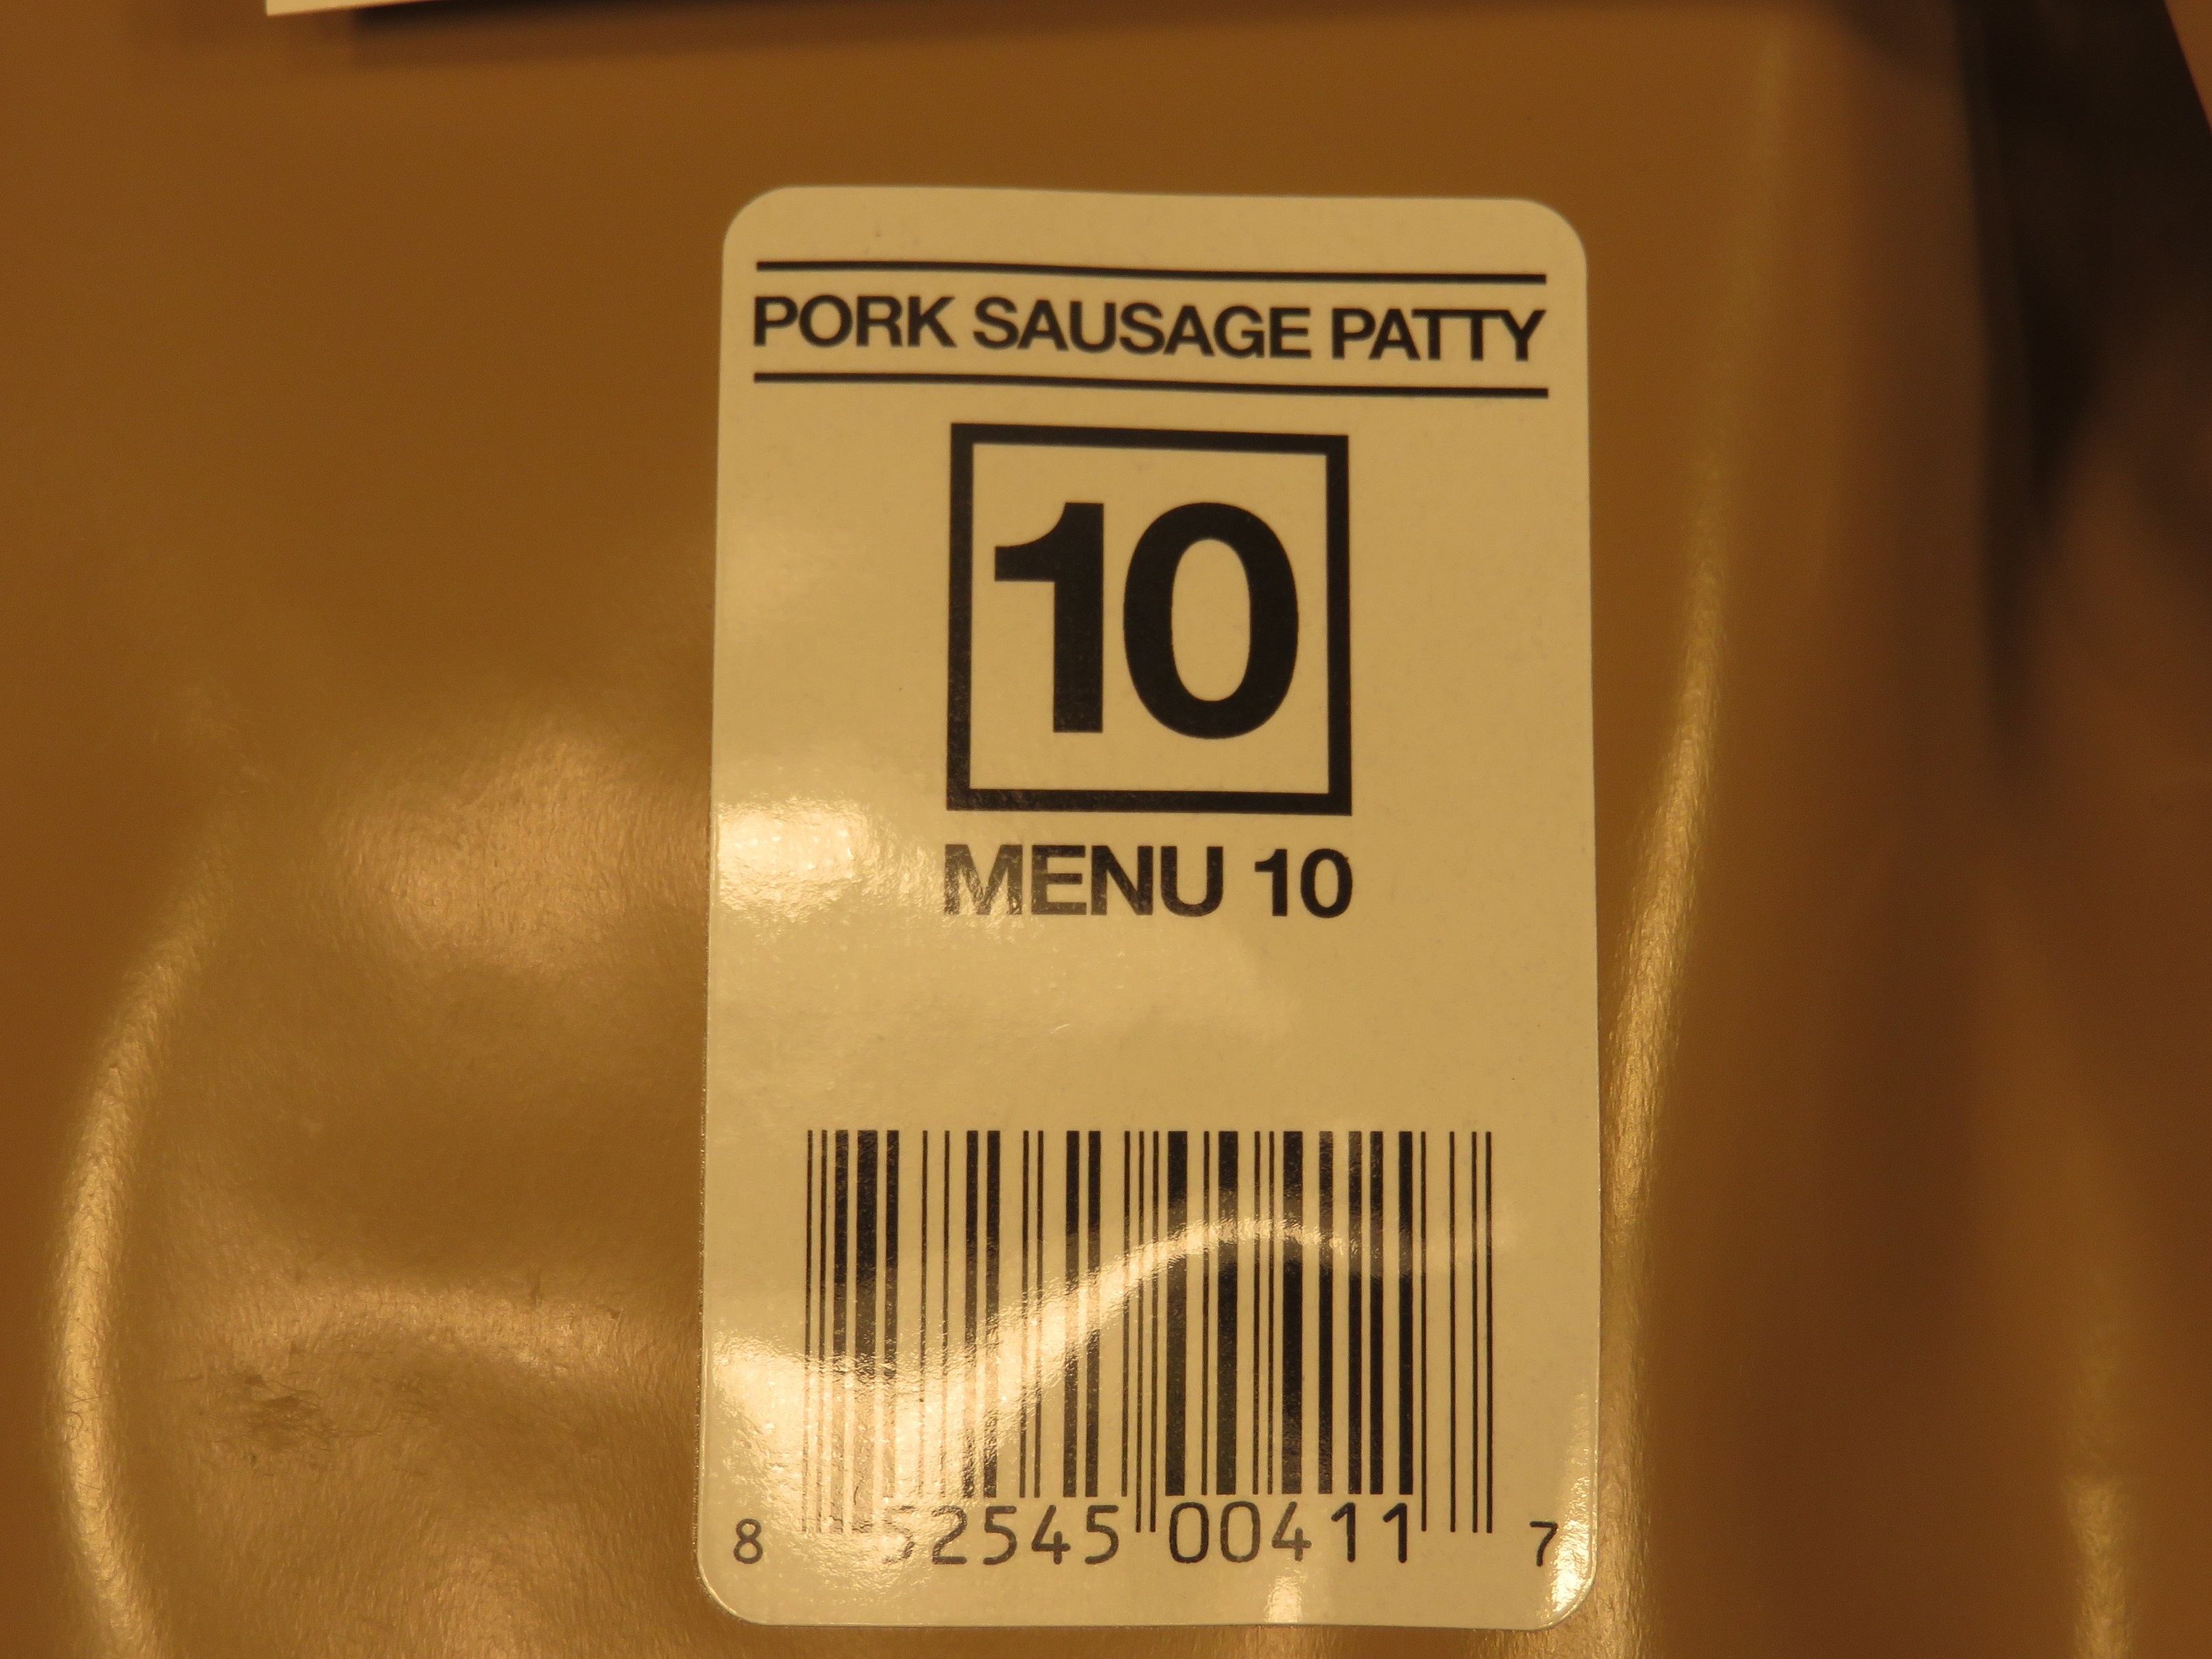 PORK SAUSAGE PATTY
10
MENU 10
8 52545 00411 7